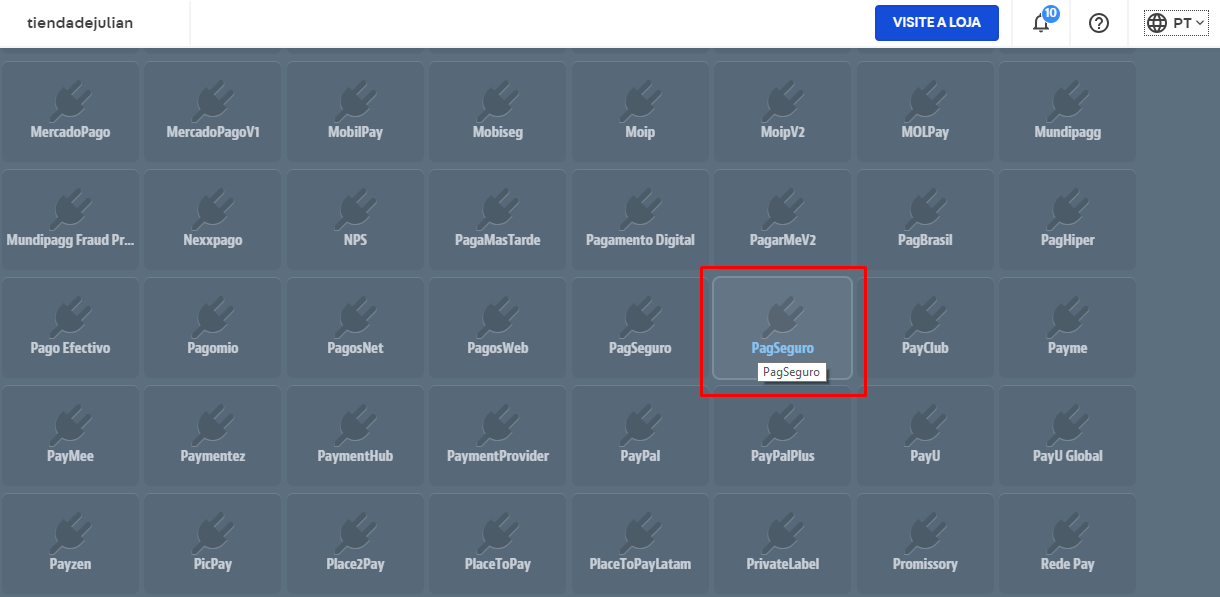 tiendadejulian
VISITE A LOJA
10
PT
MercadoPago
MercadoPagoV1
MobilPay
Mobiseg
Moip
MoipV2
MOLPay
Mundipagg
Mundipagg Fraud Pr...
Nexxpago
NPS
PagaMasTarde
Pagamento Digital
PagarMeV2
PagBrasil
PagHiper
Pago Efectivo
Pagomio
PagosNet
PagosWeb
PagSeguro
PagSeguro
PagSeguro
PayClub
Payme
PayMee
Paymentez
PaymentHub
PaymentProvider
PayPal
PayPalPlus
PayU
PayU Global
Payzen
PicPay
Place2Pay
PlaceToPay
PlaceToPayLatam
PrivateLabel
Promissory
Rede Pay